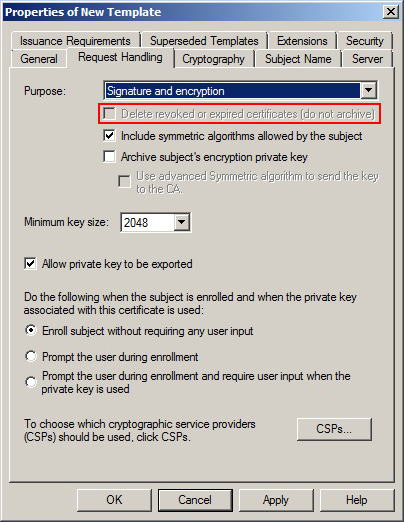 Properties of New Template
Issuance Requirements Superseded Templates Extensions Security
General Request Handling Cryptography Subject Name Server
Purpose: Signature and encryption
Delete revoked or expired certificates (do not archive)
Include symmetric algorithms allowed by the subject
Archive subject's encryption private key
Use advanced Symmetric algorithm to send the key
to the CA.
Minimum key size: 2048
Allow private key to be exported
Do the following when the subject is enrolled and when the private key
associated with this certificate is used:
Enroll subject without requiring any user input
Prompt the user during enrollment
Prompt the user during enrollment and require user input when the
private key is used
To choose which cryptographic service providers
(CSPs) should be used, click CSPs.
CSPs...
OK Cancel Apply Help